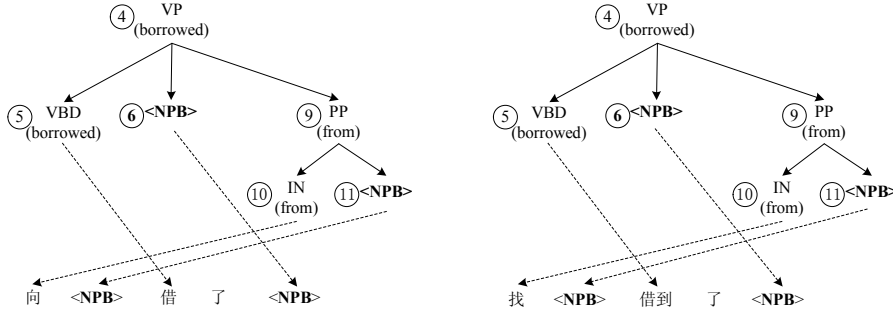 ④ VP ④ VP
(borrowed) (borrowed)
⑤ VBD ⑥ <NPB> ⑨ PP ⑤ VBD ⑥ <NPB> ⑨ PP
(borrowed) (from) (borrowed) (from)
⑩ IN ⑪ <NPB> ⑩ IN ⑪ <NPB>
(from) (from)
向 <NPB> 借 了 <NPB> 找 <NPB> 借到 了 <NPB>